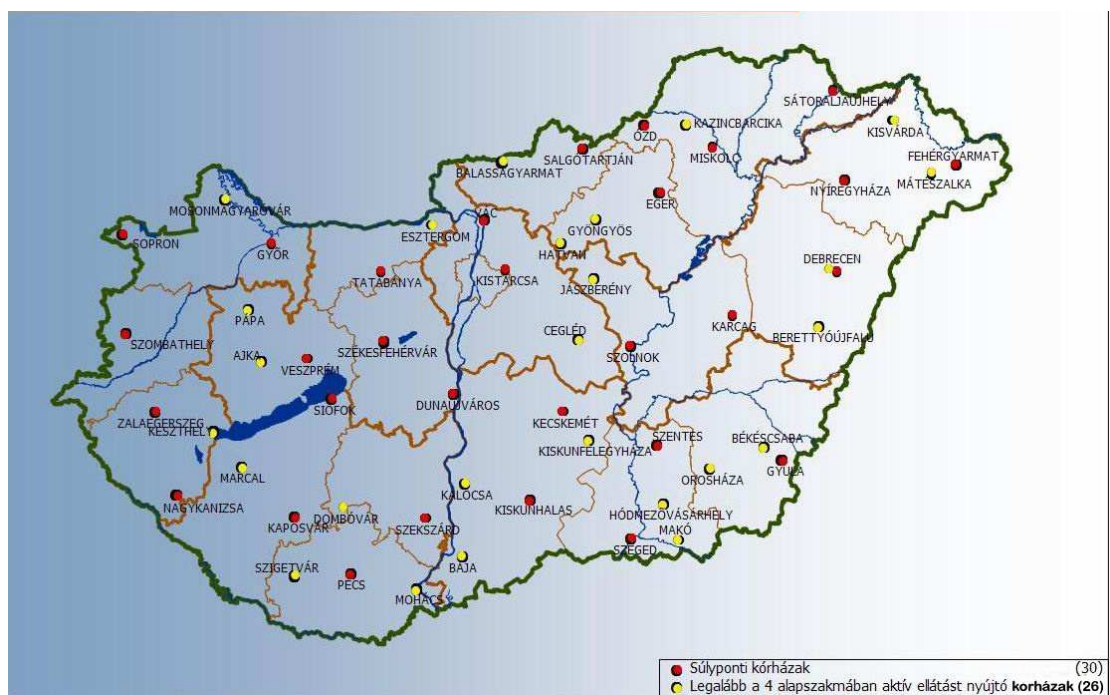 SÁTORALJAÚJHELY
KISVÁRDA
KAZINCBARCIKA
ÓZD
MISKOLC
SALGÓTARTJÁN
BALASSAGYARMAT
FEHÉRGYARMAT
MÁTESZALKA
NYÍREGYHÁZA
EGER
MOSONMAGYARÓVÁR
VÁC
GYÖNGYÖS
ESZTERGOM
SOPRON
GYŐR
HATVAN
DEBRECEN
TATABÁNYA
KISTARCSA
JÁSZBERÉNY
PÁPA
KARCAG
CEGLÉD
BERETTYÓÚJFALU
SZOMBATHELY
SZÉKESFEHÉRVÁR
AJKA
VESZPRÉM
SZOLNOK
SIÓFOK
DUNAÚJVÁROS
ZALAEGERSZEG
KECSKEMÉT
KESZTHELY
SZENTES
BÉKÉSCSABA
KISKUNFÉLEGYHÁZA
MARCAL
OROSHÁZA
GYULA
KALOCSA
NAGYKANIZSA
KISKUNHALAS
DOMBÓVÁR
HÓDMEZŐVÁSÁRHELY
KAPOSVÁR
SZEKSZÁRD
MAKÓ
SZEGED
SZIGETVÁR
BAJA
PÉCS
MOHÁCS
Súlyponti kórházak (30)
Legalább a 4 alapszakmában aktív ellátást nyújtó korházak (26)